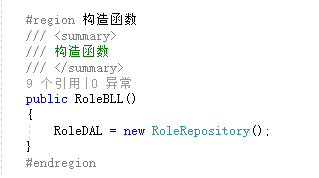 #region 构造函数
/// <summary>
/// 构造函数
/// </summary>
9 个引用|0 异常
public RoleBLL()
{
RoleDAL = new RoleRepository();
}
#endregion